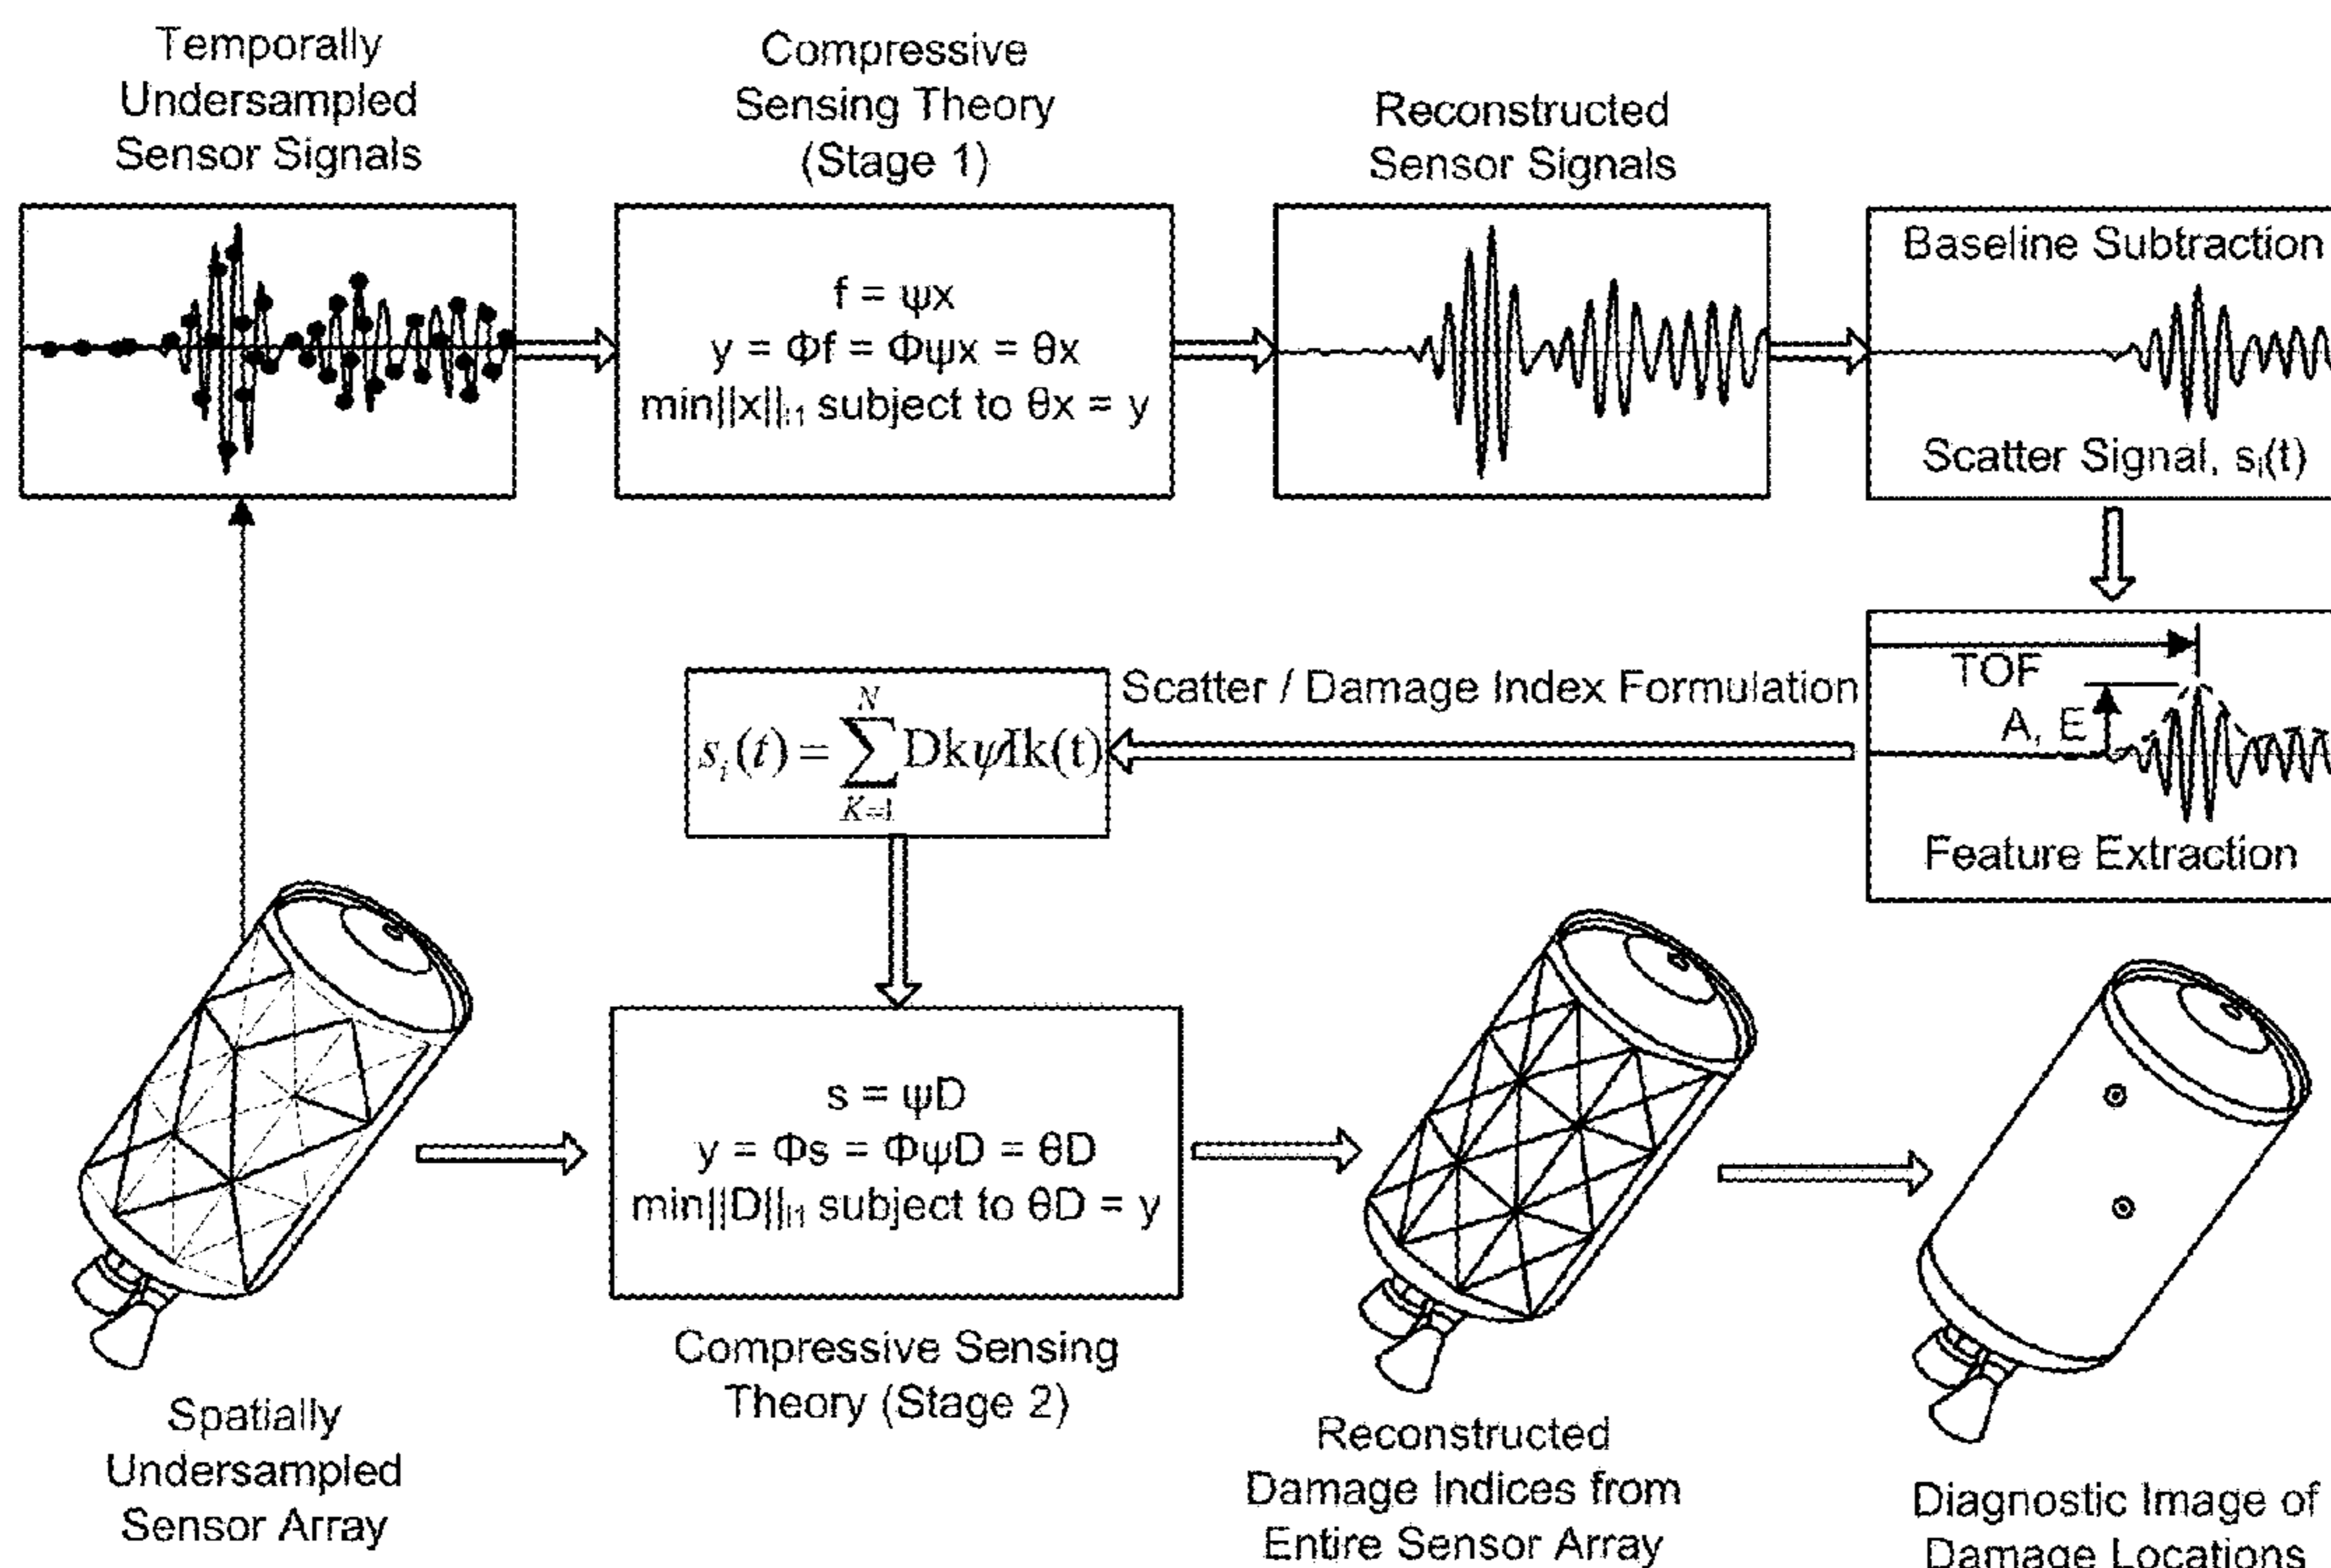 Temporally
Undersampled
Sensor Signals
Compressive
Sensing Theory
(Stage 1)
f = ψx
y = Φf = Φψx = θx
min||x||l1 subject to θx = y
Reconstructed
Sensor Signals
Baseline Subtraction
Scatter Signal, si(t)
TOF
A, E
Feature Extraction
Scatter / Damage Index Formulation
si(t) = ∑ N K=1 DkψIk(t)
s = ψD
y = Φs = ΦψD = θD
min||D||l1 subject to θD = y
Compressive Sensing
Theory (Stage 2)
Spatially
Undersampled
Sensor Array
Reconstructed
Damage Indices from
Entire Sensor Array
Diagnostic Image of
Damage Locations